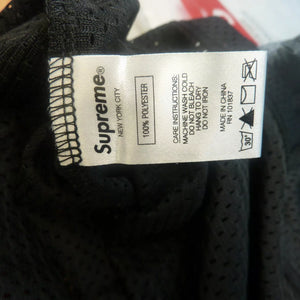 Supreme®
NEW YORK CITY
100% POLYESTER
CARE INSTRUCTIONS:
MACHINE WASH COLD
DO NOT BLEACH
HANG TO DRY
DO NOT IRON
MADE IN CHINA
RN 101837
30°